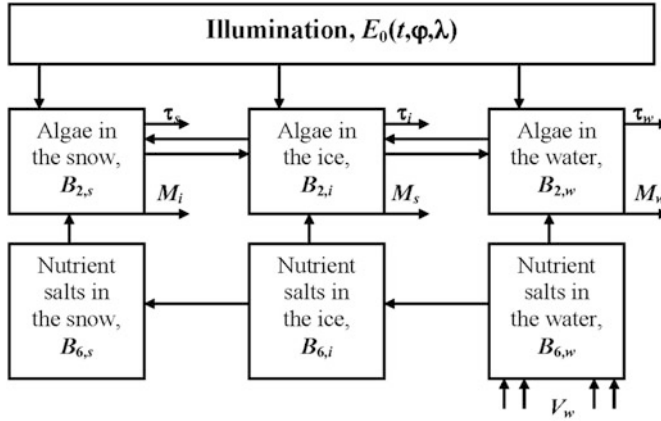 Illumination, E₀(t,φ,λ)
Algae in
the snow,
B₂,ₛ
τₛ
Mᵢ
Algae in
the ice,
B₂,ᵢ
τᵢ
Mₛ
Algae in
the water,
B₂,w
τw
Mw
Nutrient
salts in
the snow,
B₆,ₛ
Nutrient
salts in
the ice,
B₆,ᵢ
Nutrient
salts in
the water,
B₆,w
Vw